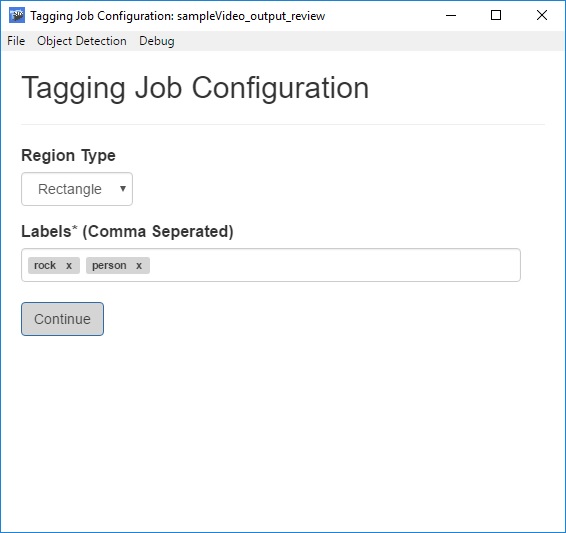 Tagging Job Configuration: sampleVideo_output_review
File Object Detection Debug
Tagging Job Configuration
Region Type
Rectangle
Labels* (Comma Seperated)
rock x person x
Continue